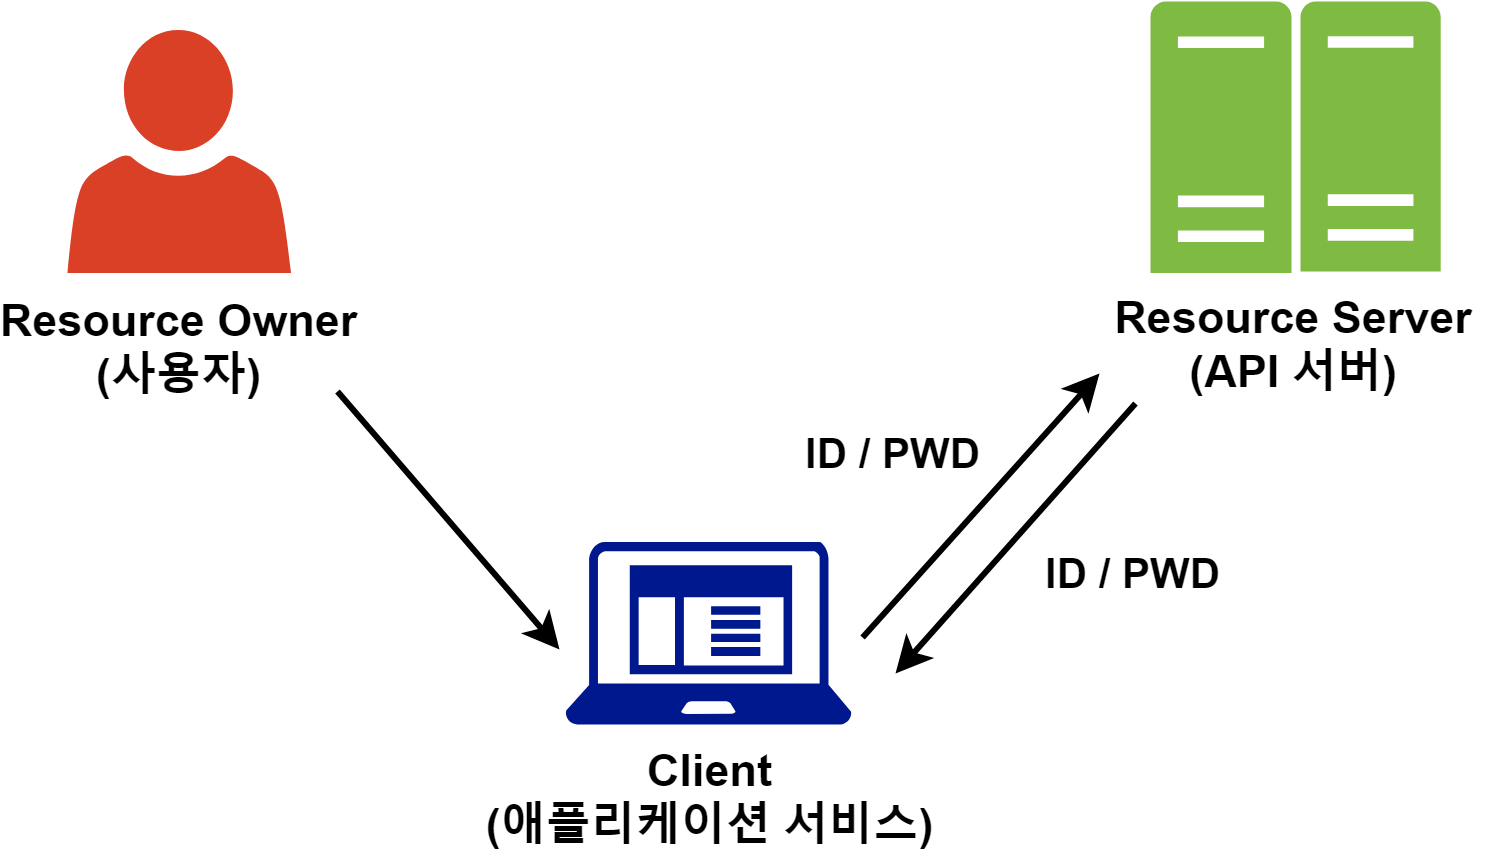 Resource Owner
(사용자)
Resource Server
(API 서버)
ID / PWD
ID / PWD
Client
(애플리케이션 서비스)